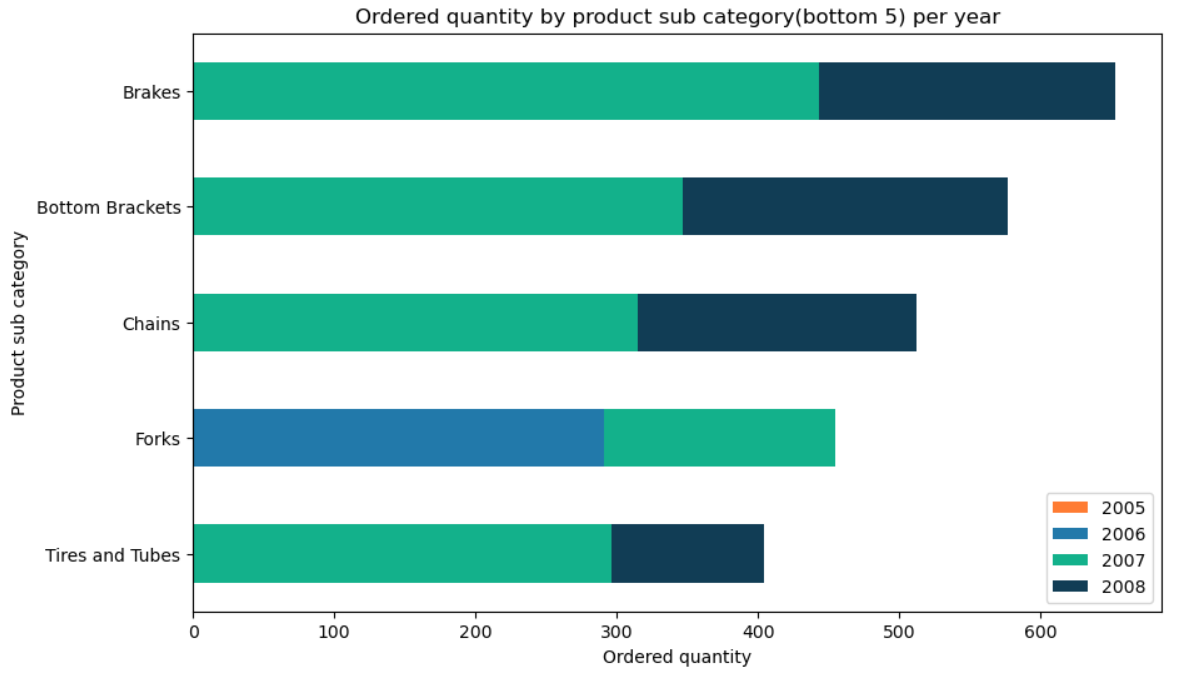 Ordered quantity by product sub category(bottom 5) per year
Product sub category
Brakes
Bottom Brackets
Chains
Forks
Tires and Tubes
2005
2006
2007
2008
0 100 200 300 400 500 600
Ordered quantity